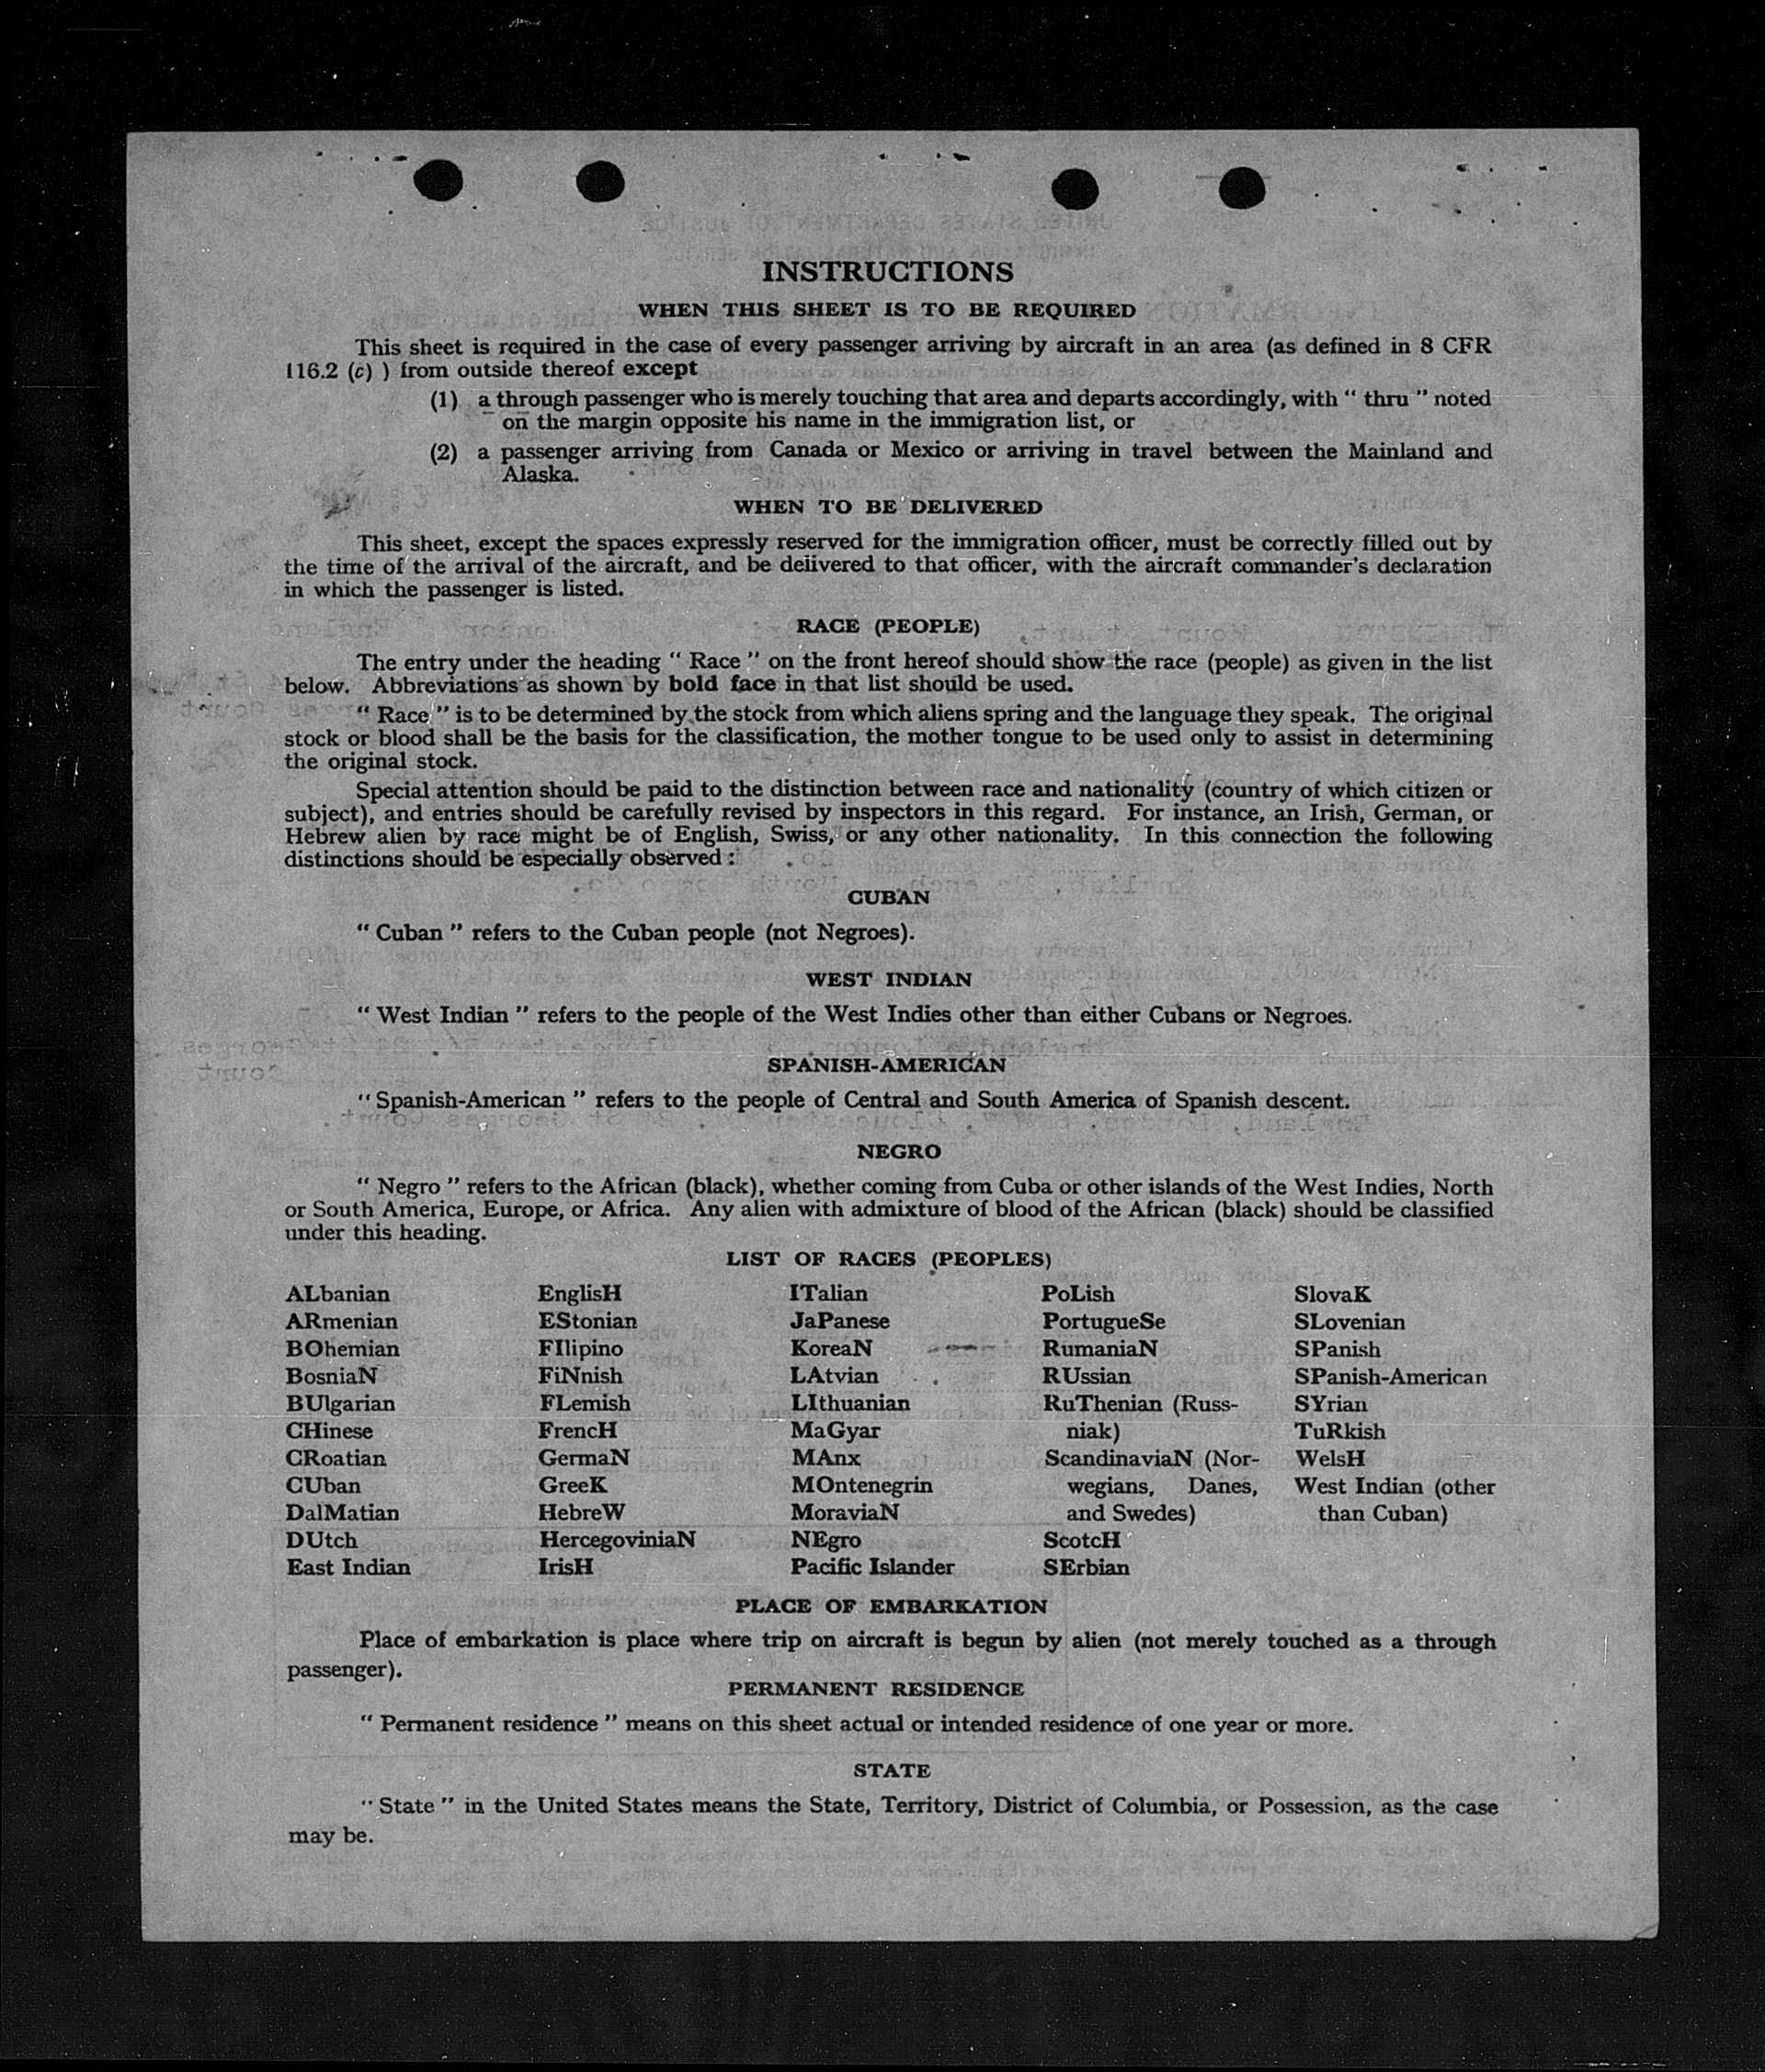 INSTRUCTIONS
WHEN THIS SHEET IS TO BE REQUIRED
This sheet is required in the case of every passenger arriving by aircraft in an area (as defined in 8 CFR
116.2 (c) ) from outside thereof except
(1) a through passenger who is merely touching that area and departs accordingly, with “ thru ” noted
on the margin opposite his name in the immigration list, or
(2) a passenger arriving from Canada or Mexico or arriving in travel between the Mainland and
Alaska.
WHEN TO BE DELIVERED
This sheet, except the spaces expressly reserved for the immigration officer, must be correctly filled out by
the time of the arrival of the aircraft, and be delivered to that officer, with the aircraft commander's declaration
in which the passenger is listed.
RACE (PEOPLE)
The entry under the heading “ Race ” on the front hereof should show the race (people) as given in the list
below. Abbreviations as shown by bold face in that list should be used.
“ Race ” is to be determined by the stock from which aliens spring and the language they speak. The original
stock or blood shall be the basis for the classification, the mother tongue to be used only to assist in determining
the original stock.
Special attention should be paid to the distinction between race and nationality (country of which citizen or
subject), and entries should be carefully revised by inspectors in this regard. For instance, an Irish, German, or
Hebrew alien by race might be of English, Swiss, or any other nationality. In this connection the following
distinctions should be especially observed :
CUBAN
“ Cuban ” refers to the Cuban people (not Negroes).
WEST INDIAN
“ West Indian ” refers to the people of the West Indies other than either Cubans or Negroes.
SPANISH-AMERICAN
“ Spanish-American ” refers to the people of Central and South America of Spanish descent.
NEGRO
“ Negro ” refers to the African (black), whether coming from Cuba or other islands of the West Indies, North
or South America, Europe, or Africa. Any alien with admixture of blood of the African (black) should be classified
under this heading.
LIST OF RACES (PEOPLES)
ALbanian
ARmenian
BOhemian
BosniaN
BUlgarian
CHinese
CRoatian
CUban
DalMatian
DUtch
East Indian
EnglisH
EStonian
FIlipino
FiNnish
FLemish
FrencH
GermaN
GreeK
HebreW
HercegoviniaN
IrisH
ITalian
JaPanese
KoreaN
LAtvian
LIthuanian
MaGyar
MAnx
MOntenegrin
MoraviaN
NEgro
Pacific Islander
PoLish
PortugueSe
RumaniaN
RUssian
RuThenian (Russ-
niak)
ScandinaviaN (Nor-
wegians, Danes,
and Swedes)
ScotcH
SErbian
SlovaK
SLovenian
SPanish
SPanish-American
SYrian
TuRkish
WelsH
West Indian (other
than Cuban)
PLACE OF EMBARKATION
Place of embarkation is place where trip on aircraft is begun by alien (not merely touched as a through
passenger).
PERMANENT RESIDENCE
“ Permanent residence ” means on this sheet actual or intended residence of one year or more.
STATE
“ State ” in the United States means the State, Territory, District of Columbia, or Possession, as the case
may be.